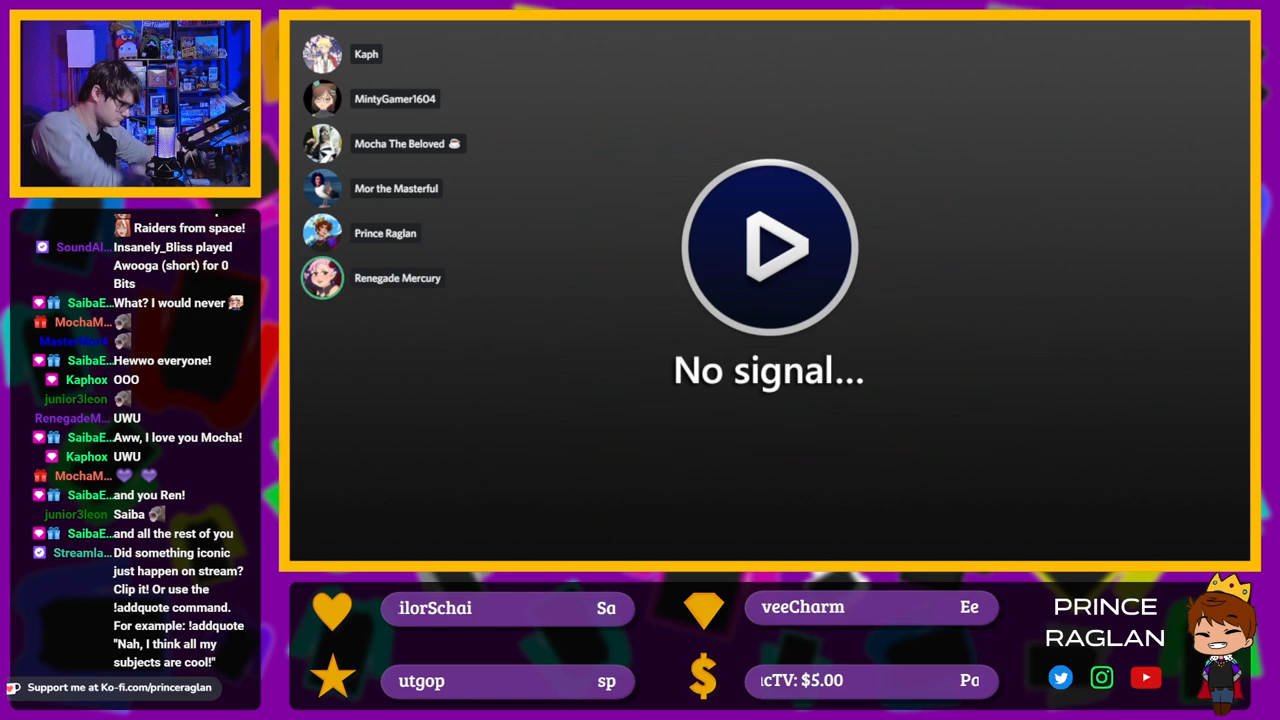 Kaph
MintyGamer1604
Mocha The Beloved ☕
Mor the Masterful
Prince Raglan
Renegade Mercury
No signal...
Raiders from space!
SoundAl... Insanely_Bliss played
Awooga (short) for 0
Bits
SaibaE... What? I would never
MochaM...
MasterMor4
SaibaE... Hewwo everyone!
Kaphox OOO
junior3leon
RenegadeM... UWU
SaibaE... Aww, I love you Mocha!
Kaphox UWU
MochaM... 💜 💜
SaibaE... and you Ren!
junior3leon Saiba
SaibaE... and all the rest of you
Streamla... Did something iconic
just happen on stream?
Clip it! Or use the
!addquote command.
For example: !addquote
"Nah, I think all my
subjects are cool!"
Support me at Ko-fi.com/princeraglan
ilorSchai Sa
veeCharm Ee
utgop sp
cTV: $5.00 Pa
PRINCE
RAGLAN